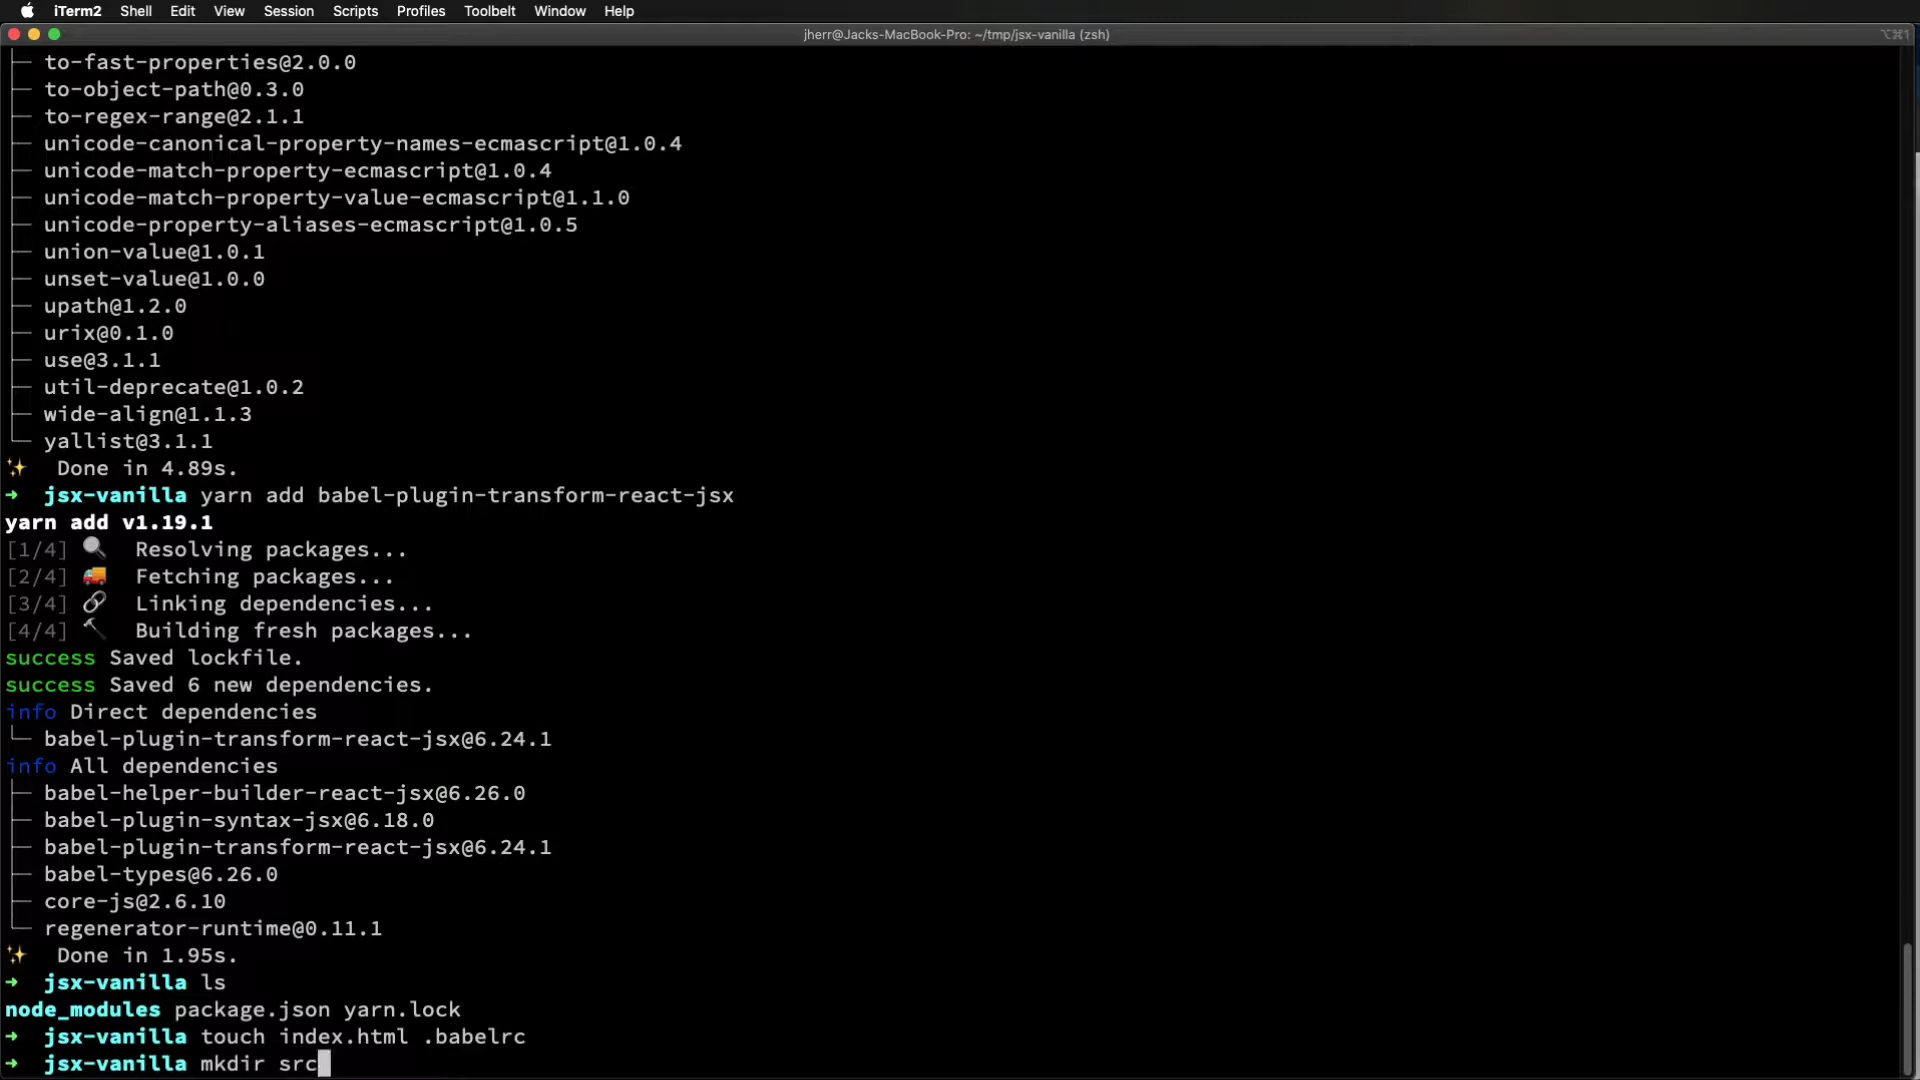 iTerm2 Shell Edit View Session Scripts Profiles Toolbelt Window Help
jherr@Jacks-MacBook-Pro: ~/tmp/jsx-vanilla (zsh) ⌥⌘1
├─ to-fast-properties@2.0.0
├─ to-object-path@0.3.0
├─ to-regex-range@2.1.1
├─ unicode-canonical-property-names-ecmascript@1.0.4
├─ unicode-match-property-ecmascript@1.0.4
├─ unicode-match-property-value-ecmascript@1.1.0
├─ unicode-property-aliases-ecmascript@1.0.5
├─ union-value@1.0.1
├─ unset-value@1.0.0
├─ upath@1.2.0
├─ urix@0.1.0
├─ use@3.1.1
├─ util-deprecate@1.0.2
├─ wide-align@1.1.3
└─ yallist@3.1.1
✨ Done in 4.89s.
➜ jsx-vanilla yarn add babel-plugin-transform-react-jsx
yarn add v1.19.1
[1/4] 🔍 Resolving packages...
[2/4] 🚚 Fetching packages...
[3/4] 🔗 Linking dependencies...
[4/4] 🔨 Building fresh packages...
success Saved lockfile.
success Saved 6 new dependencies.
info Direct dependencies
└─ babel-plugin-transform-react-jsx@6.24.1
info All dependencies
├─ babel-helper-builder-react-jsx@6.26.0
├─ babel-plugin-syntax-jsx@6.18.0
├─ babel-plugin-transform-react-jsx@6.24.1
├─ babel-types@6.26.0
├─ core-js@2.6.10
└─ regenerator-runtime@0.11.1
✨ Done in 1.95s.
➜ jsx-vanilla ls
node_modules package.json yarn.lock
➜ jsx-vanilla touch index.html .babelrc
➜ jsx-vanilla mkdir src